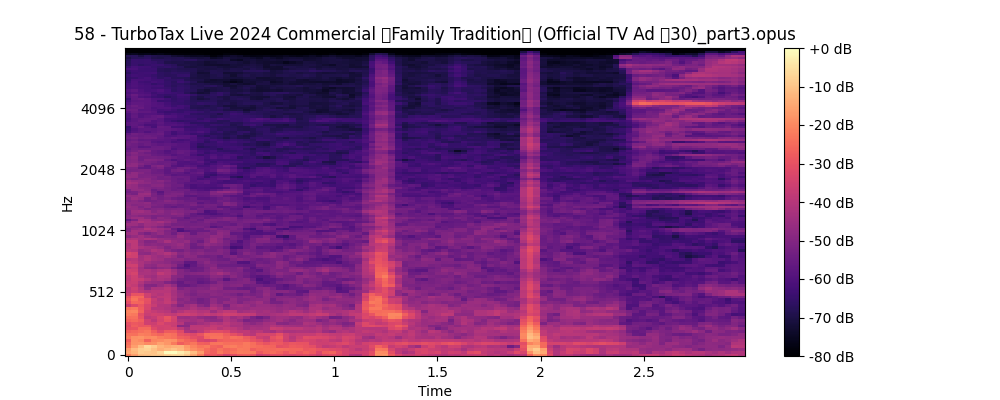 58 - TurboTax Live 2024 Commercial Family Tradition (Official TV Ad 30)_part3.opus
+0 dB
4096
-10 dB
-20 dB
2048
-30 dB
Hz
-40 dB
1024
-50 dB
512
-60 dB
-70 dB
0
-80 dB
0 0.5 1 1.5 2 2.5
Time